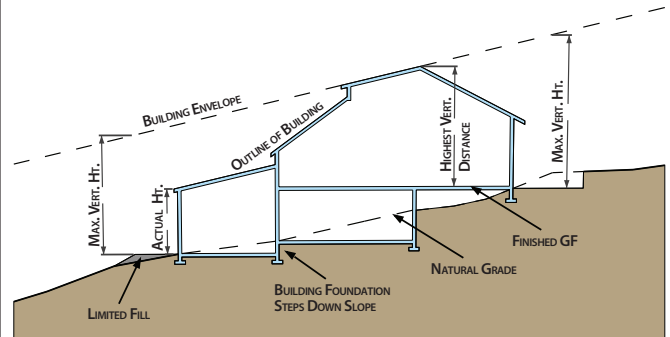 Building Envelope
Outline of Building
Highest Vert.
Distance
Max. Vert. Ht.
Max. Vert. Ht.
Actual Ht.
Finished GF
Natural Grade
Building Foundation
Steps Down Slope
Limited Fill